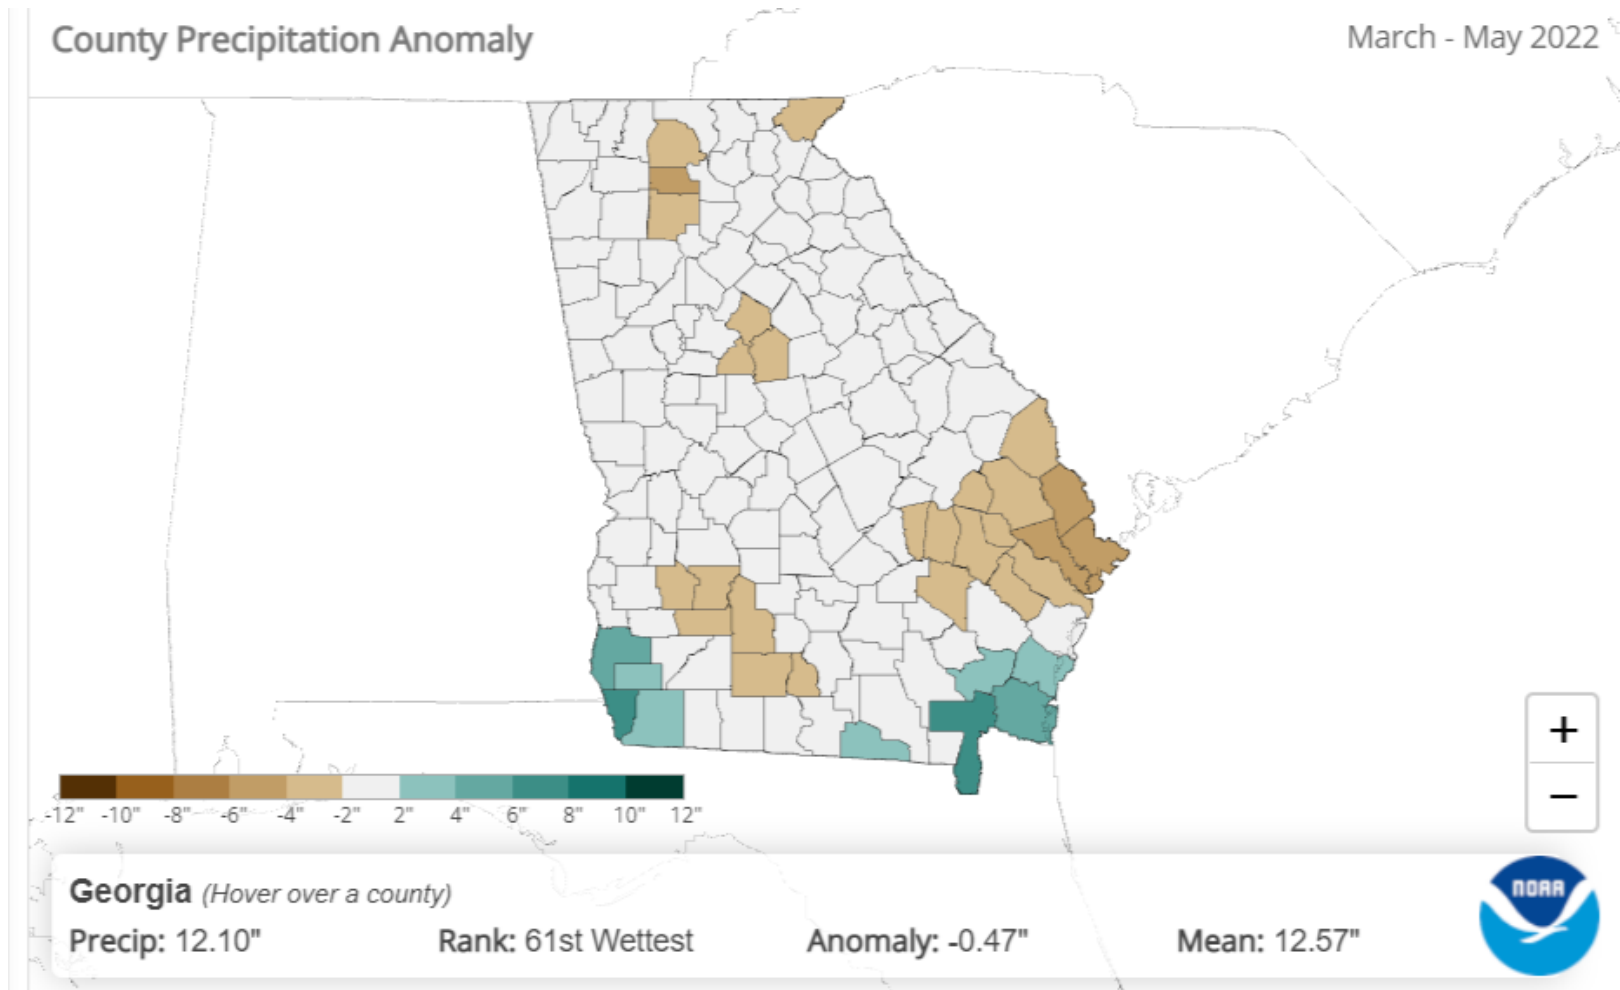 County Precipitation Anomaly
March - May 2022
+
−
-12" -10" -8" -6" -4" -2" 2" 4" 6" 8" 10" 12"
Georgia (Hover over a county)
Precip: 12.10" Rank: 61st Wettest Anomaly: -0.47" Mean: 12.57"
NOAA